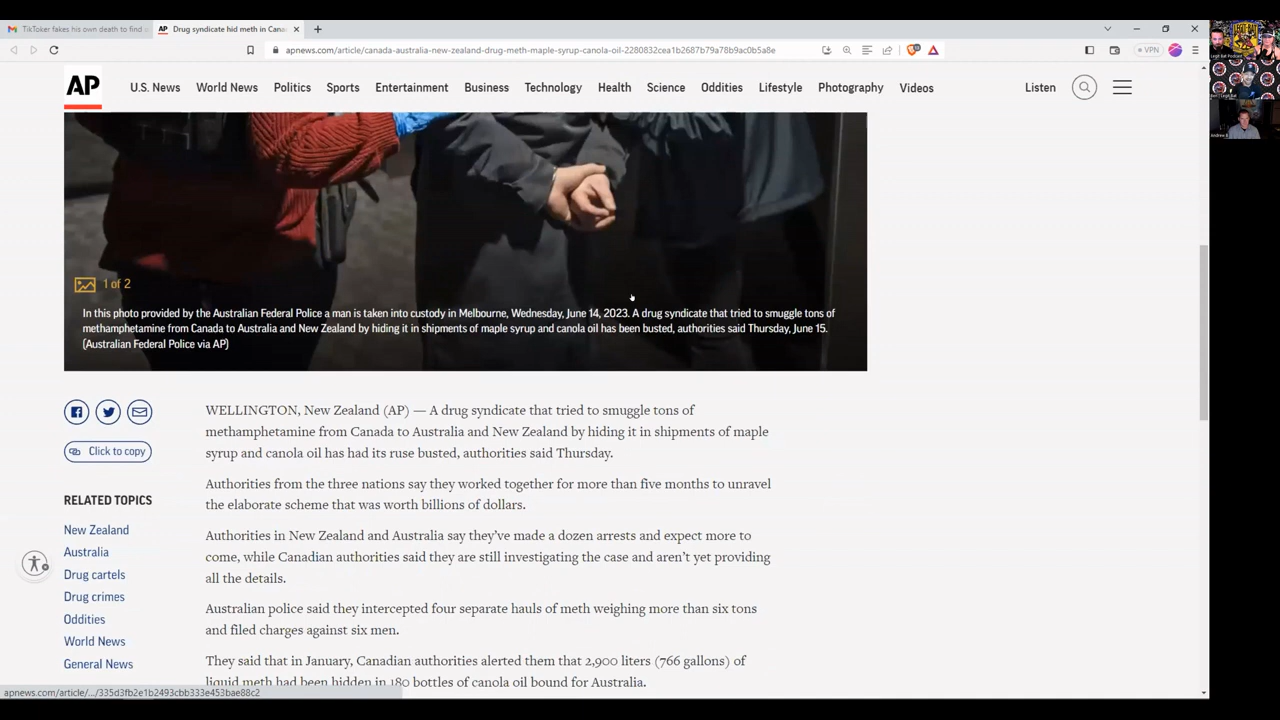 TikToker fakes his own death to find
AP Drug syndicate hid meth in Cana
apnews.com/article/canada-australia-new-zealand-drug-meth-maple-syrup-canola-oil-2280832cea1b2687b79a78b9ac0b5a8e
VPN
AP
U.S. News World News Politics Sports Entertainment Business Technology Health Science Oddities Lifestyle Photography Videos Listen
1 of 2
In this photo provided by the Australian Federal Police a man is taken into custody in Melbourne, Wednesday, June 14, 2023. A drug syndicate that tried to smuggle tons of
methamphetamine from Canada to Australia and New Zealand by hiding it in shipments of maple syrup and canola oil has been busted, authorities said Thursday, June 15.
(Australian Federal Police via AP)
WELLINGTON, New Zealand (AP) — A drug syndicate that tried to smuggle tons of
methamphetamine from Canada to Australia and New Zealand by hiding it in shipments of maple
syrup and canola oil has had its ruse busted, authorities said Thursday.
Click to copy
Authorities from the three nations say they worked together for more than five months to unravel
the elaborate scheme that was worth billions of dollars.
RELATED TOPICS
New Zealand
Australia
Drug cartels
Drug crimes
Oddities
World News
General News
Authorities in New Zealand and Australia say they’ve made a dozen arrests and expect more to
come, while Canadian authorities said they are still investigating the case and aren’t yet providing
all the details.
Australian police said they intercepted four separate hauls of meth weighing more than six tons
and filed charges against six men.
They said that in January, Canadian authorities alerted them that 2,900 liters (766 gallons) of
liquid meth had been hidden in 180 bottles of canola oil bound for Australia.
apnews.com/article/.../335d3fb2e1b2493cbb333e453bae88c2